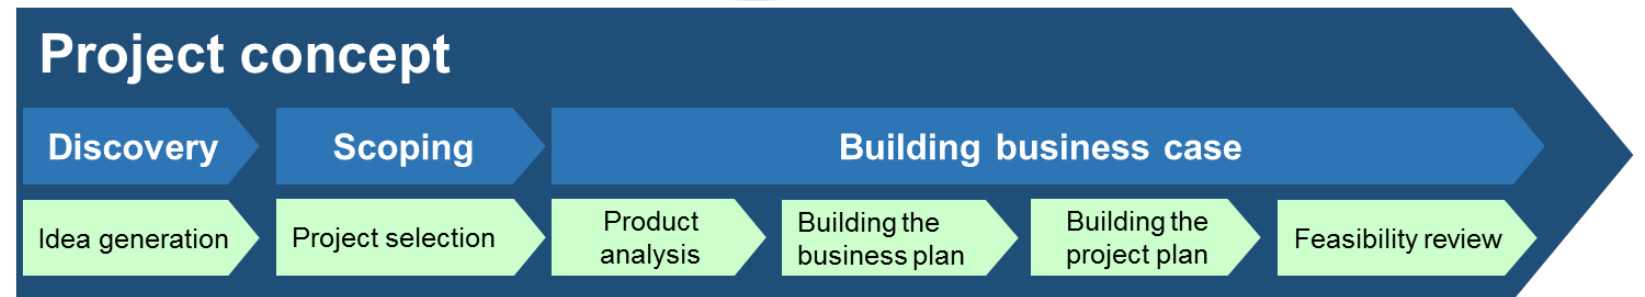 Project concept
Discovery
Scoping
Building business case
Idea generation
Project selection
Product
analysis
Building the
business plan
Building the
project plan
Feasibility review